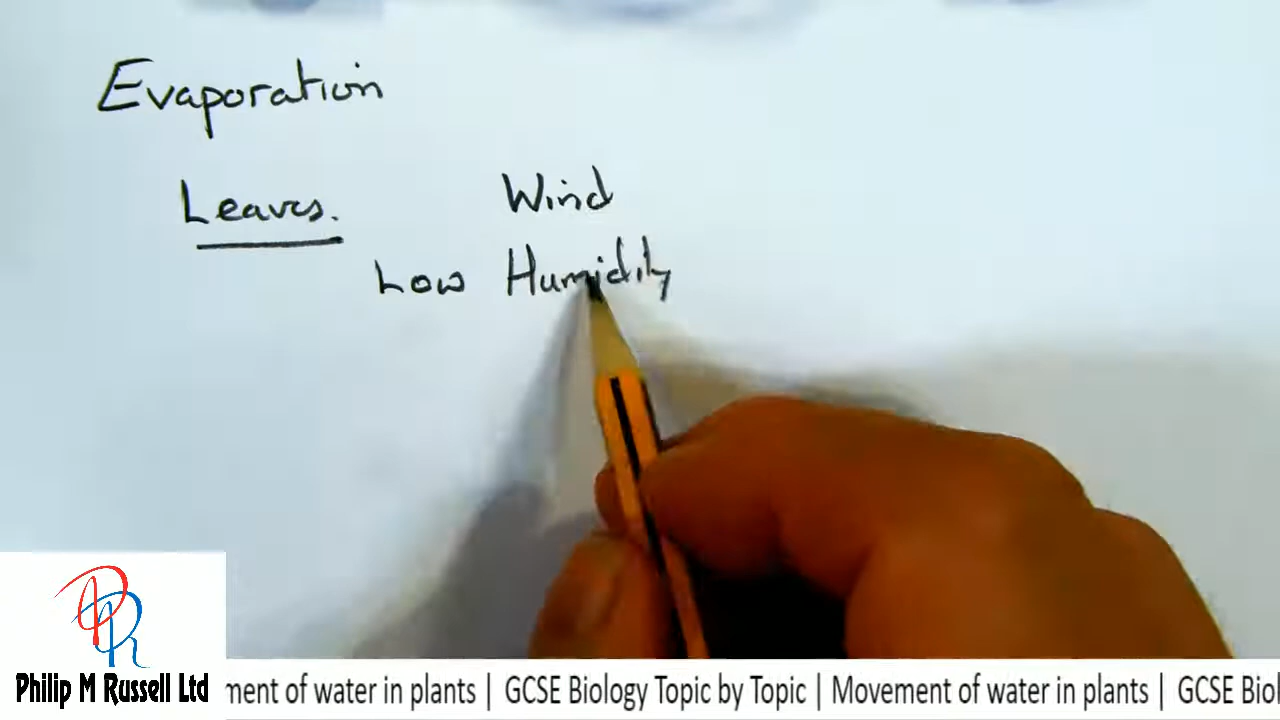 Evaporation
Leaves.
Wind
Low Humidity
Philip M Russell Ltd
ment of water in plants | GCSE Biology Topic by Topic | Movement of water in plants | GCSE Biol